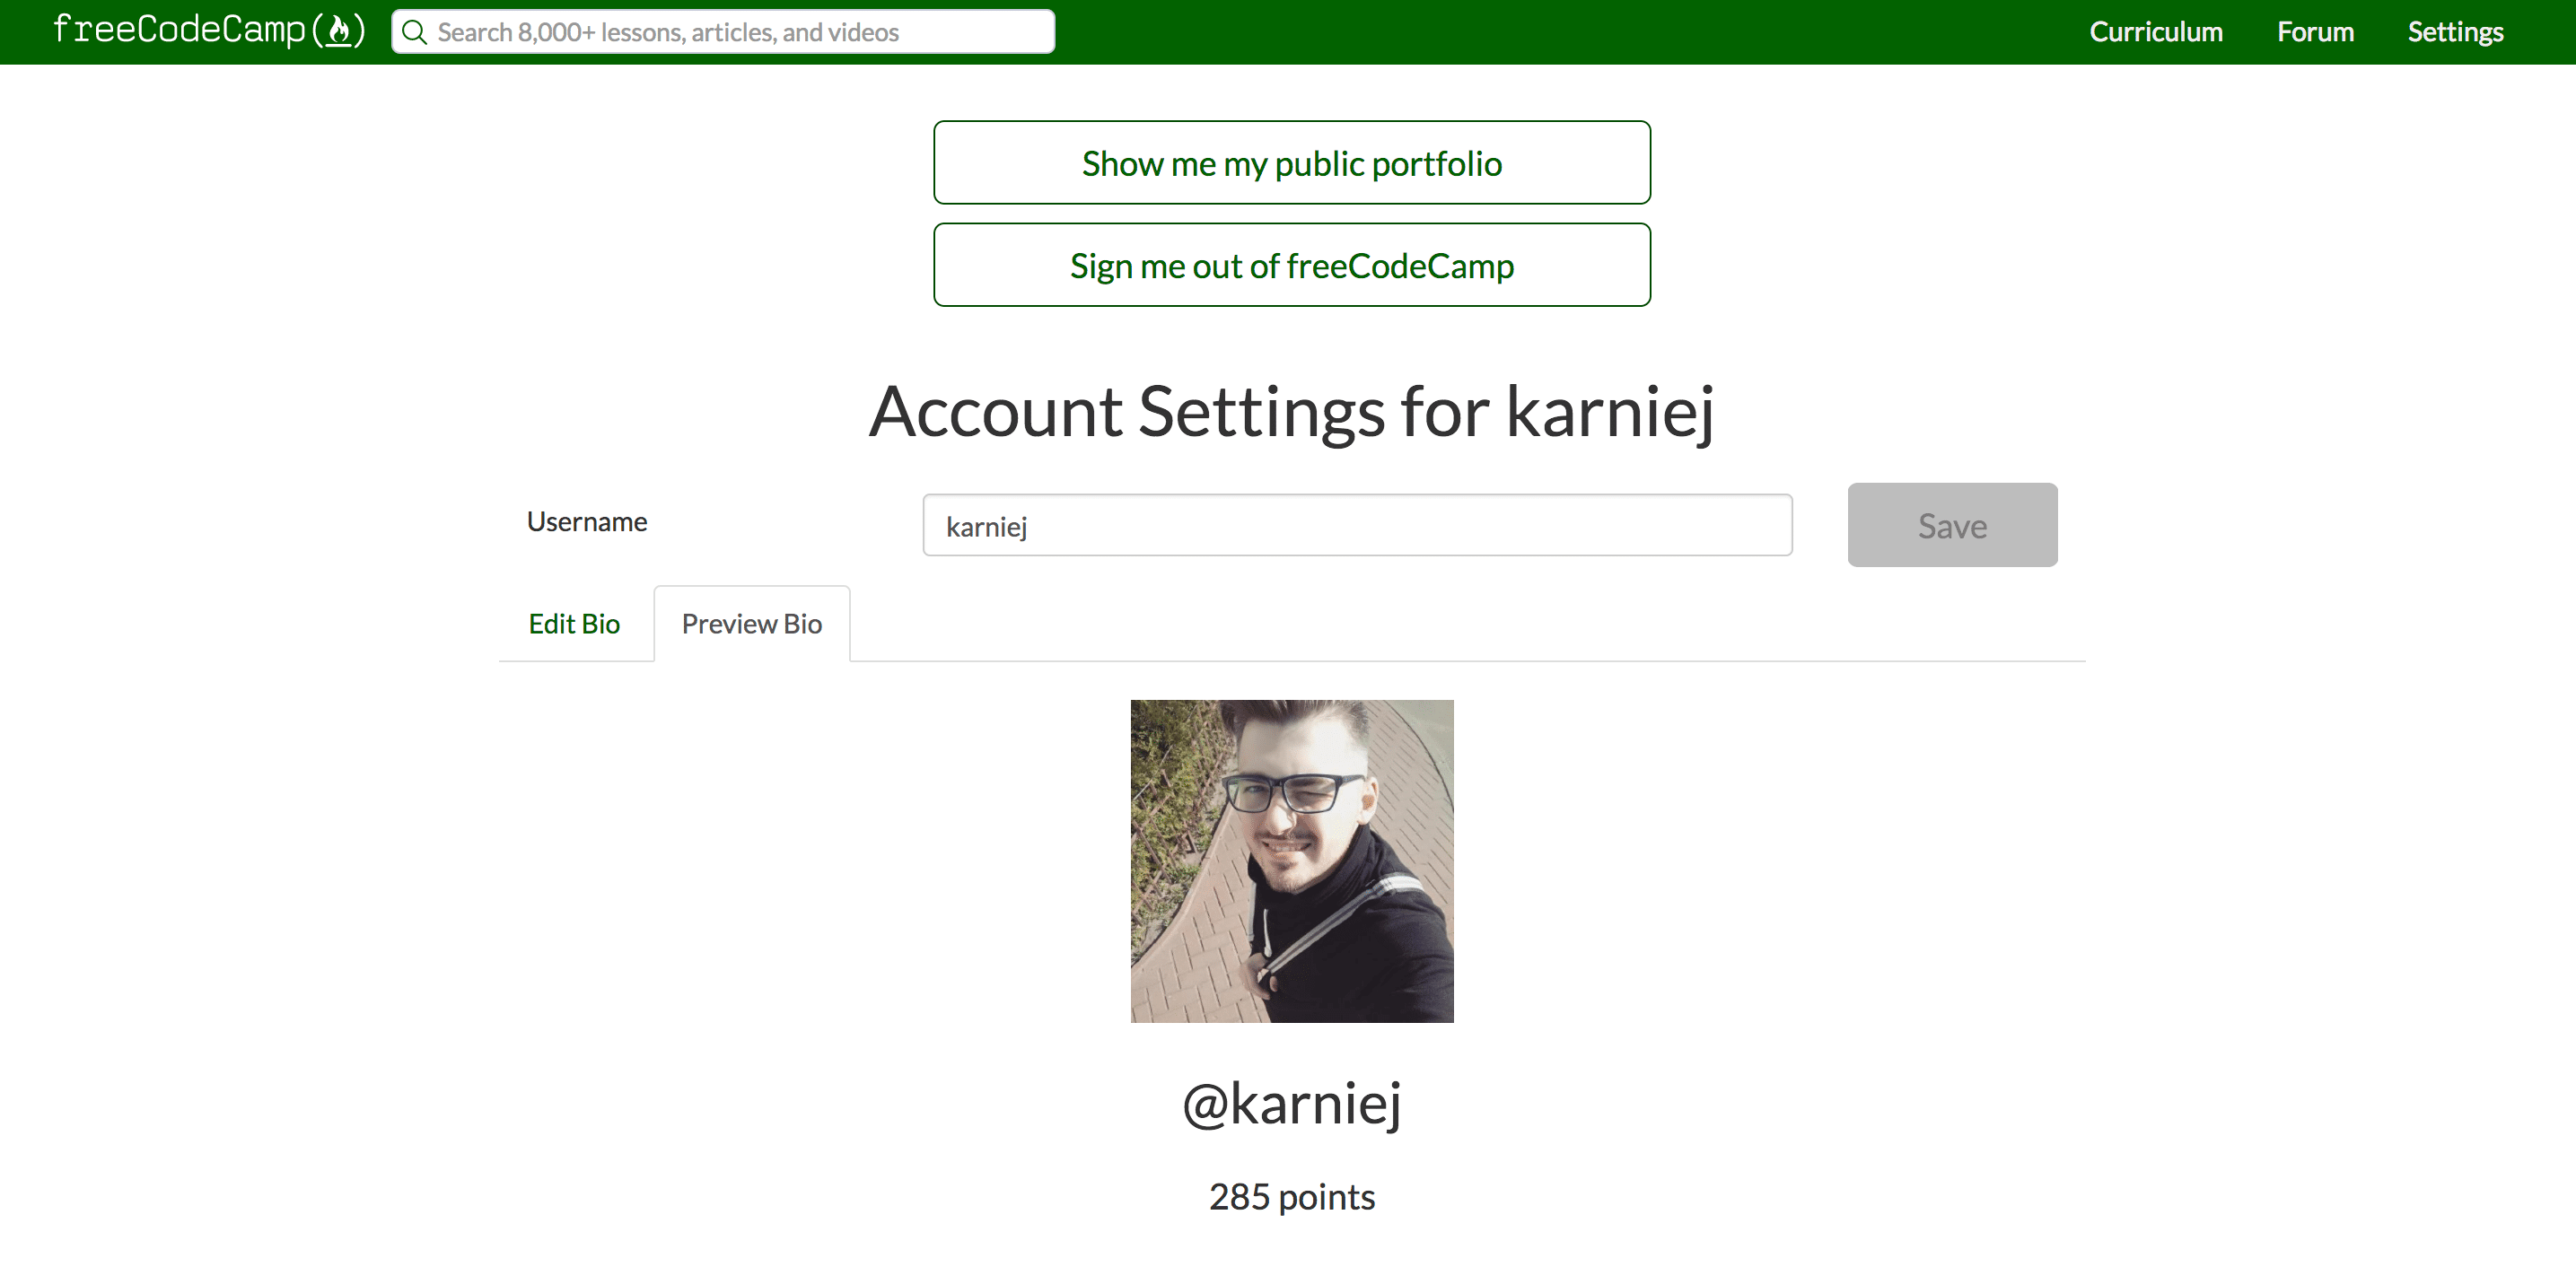 freeCodeCamp Search 8,000+ lessons, articles, and videos Curriculum Forum Settings
Show me my public portfolio
Sign me out of freeCodeCamp
Account Settings for karniej
Username karniej Save
Edit Bio Preview Bio
@karniej
285 points